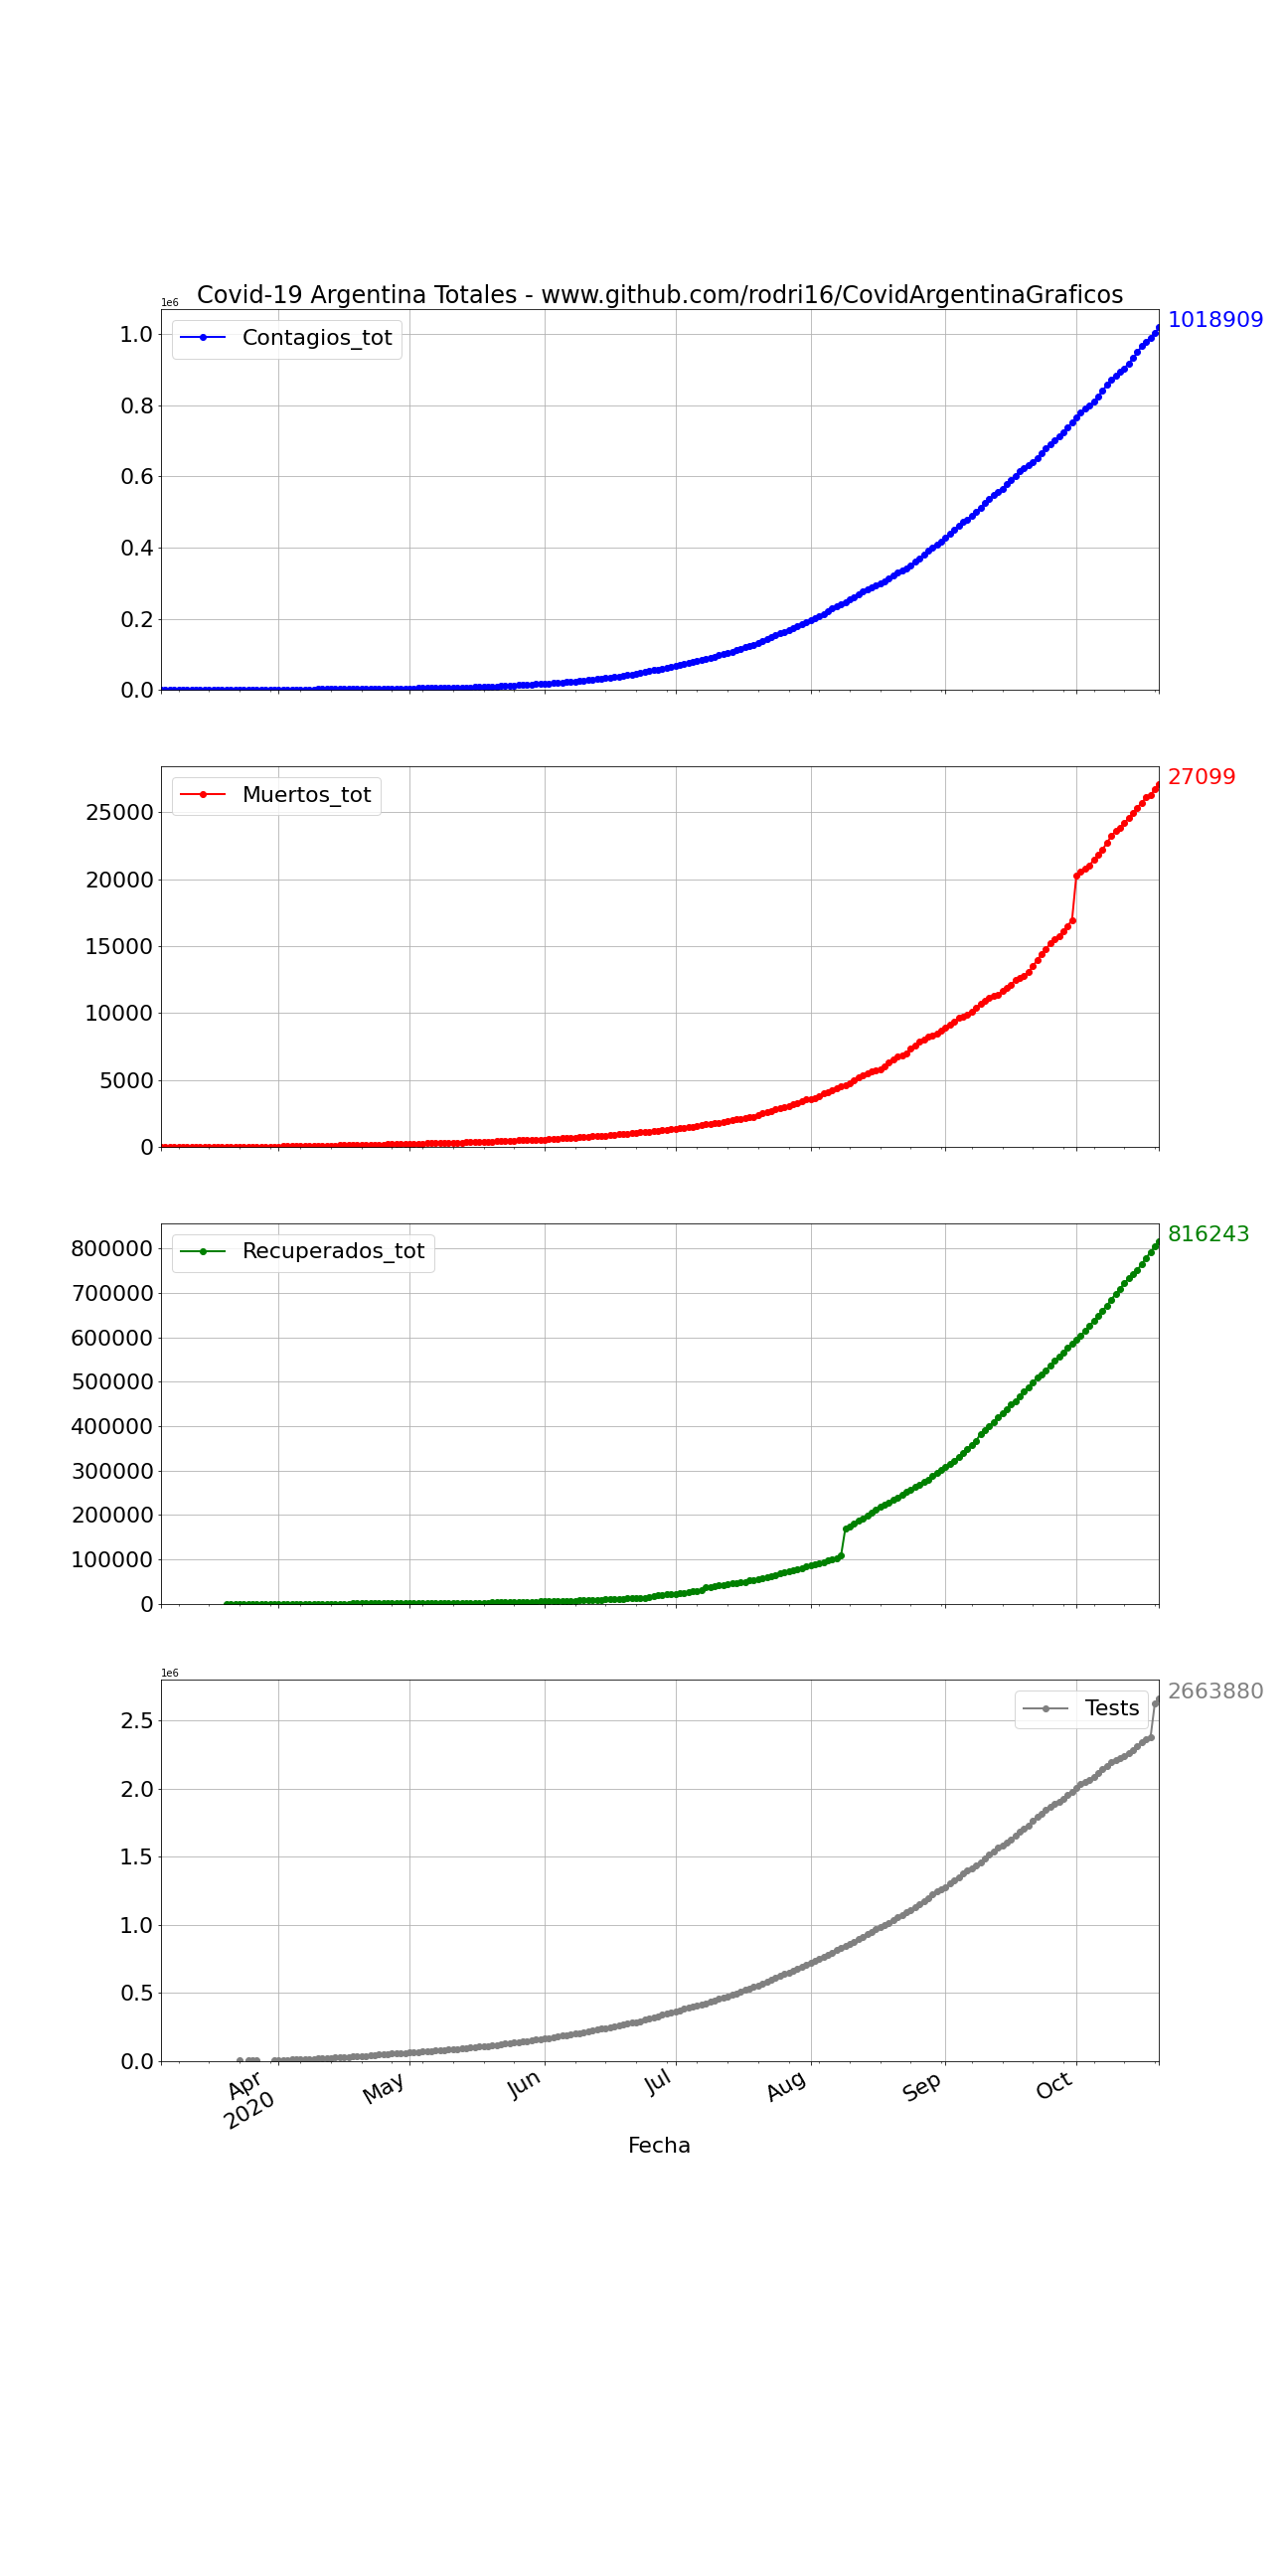 Covid-19 Argentina Totales - www.github.com/rodri16/CovidArgentinaGraficos
1e6
1018909
Contagios_tot
1.0
0.8
0.6
0.4
0.2
0.0
27099
Muertos_tot
25000
20000
15000
10000
5000
0
816243
Recuperados_tot
800000
700000
600000
500000
400000
300000
200000
100000
0
1e6
2663880
Tests
2.5
2.0
1.5
1.0
0.5
0.0
Apr
2020
May
Jun
Jul
Aug
Sep
Oct
Fecha